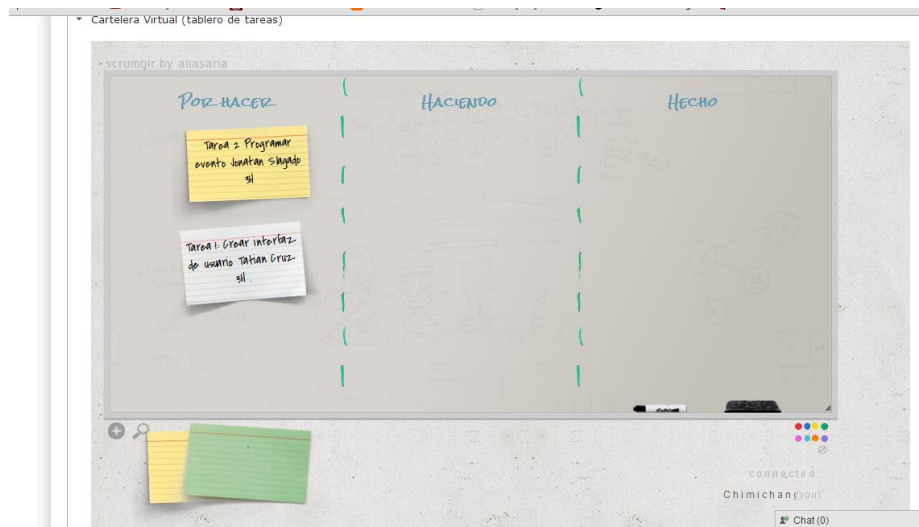 Cartelera Virtual (tablero de tareas)
scrumblr by aliasaria
POR HACER
HACIENDO
HECHO
Tarea 2 Programar
evento Jonatan Slagado
3H
Tarea 1: Crear interfaz
de usuario Tatian Cruz
3H.
connected:
Chimichang(you)
Chat (0)